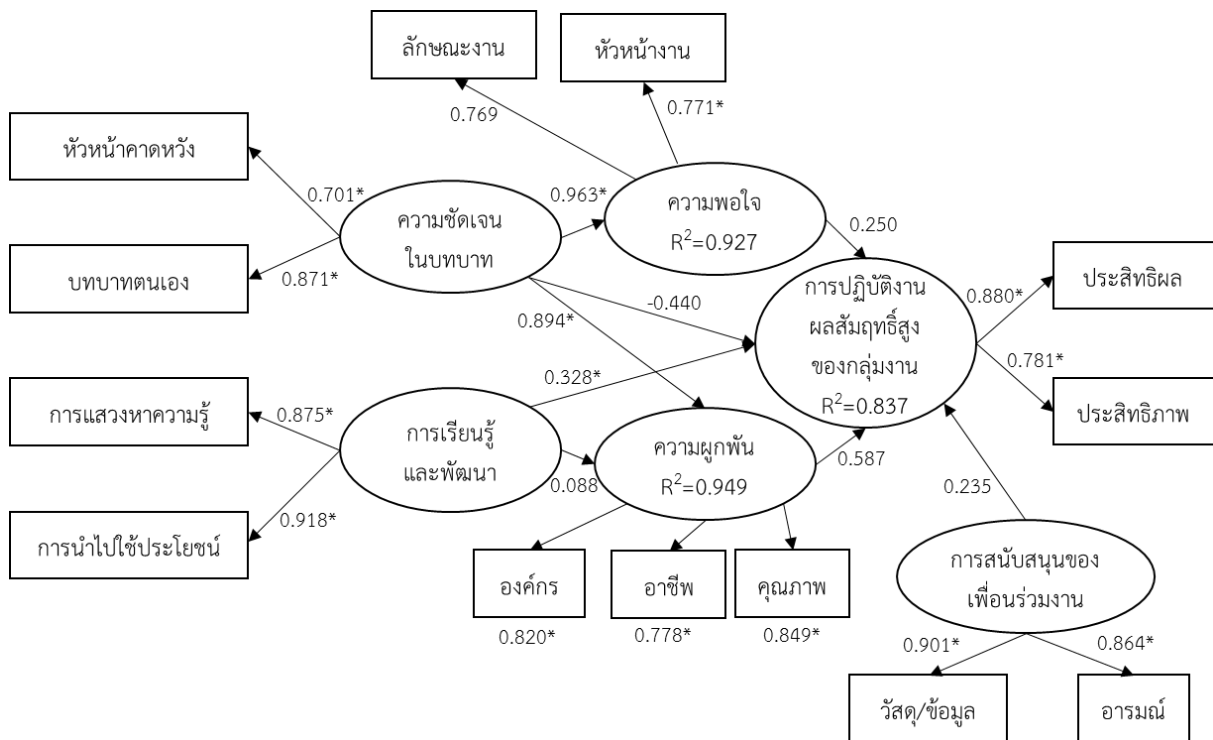 ลักษณะงาน
หัวหน้างาน
0.769
0.771*
หัวหน้าคาดหวัง
0.701*
ความชัดเจน
ในบทบาท
0.963*
ความพอใจ
R²=0.927
0.250
บทบาทตนเอง
0.871*
0.894*
-0.440
การปฏิบัติงาน
ผลสัมฤทธิ์สูง
ของกลุ่มงาน
R²=0.837
0.880*
ประสิทธิผล
0.781*
ประสิทธิภาพ
การแสวงหาความรู้
0.875*
0.328*
การเรียนรู้
และพัฒนา
0.088
ความผูกพัน
R²=0.949
0.587
0.235
การนำไปใช้ประโยชน์
0.918*
องค์กร
อาชีพ
คุณภาพ
0.820*
0.778*
0.849*
การสนับสนุนของ
เพื่อนร่วมงาน
0.901*
0.864*
วัสดุ/ข้อมูล
อารมณ์